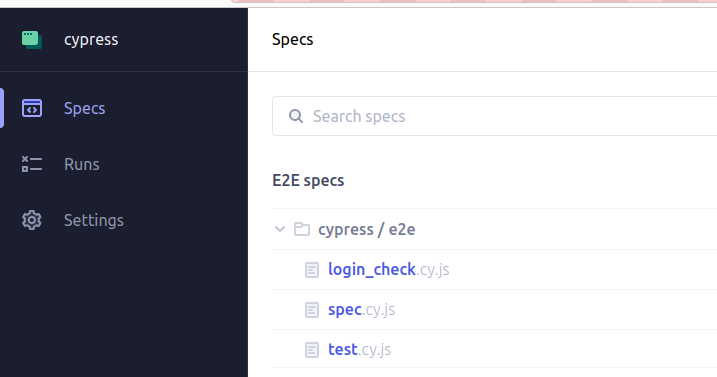 cypress
Specs
Runs
Settings
Specs
Search specs
E2E specs
cypress / e2e
login_check.cy.js
spec.cy.js
test.cy.js